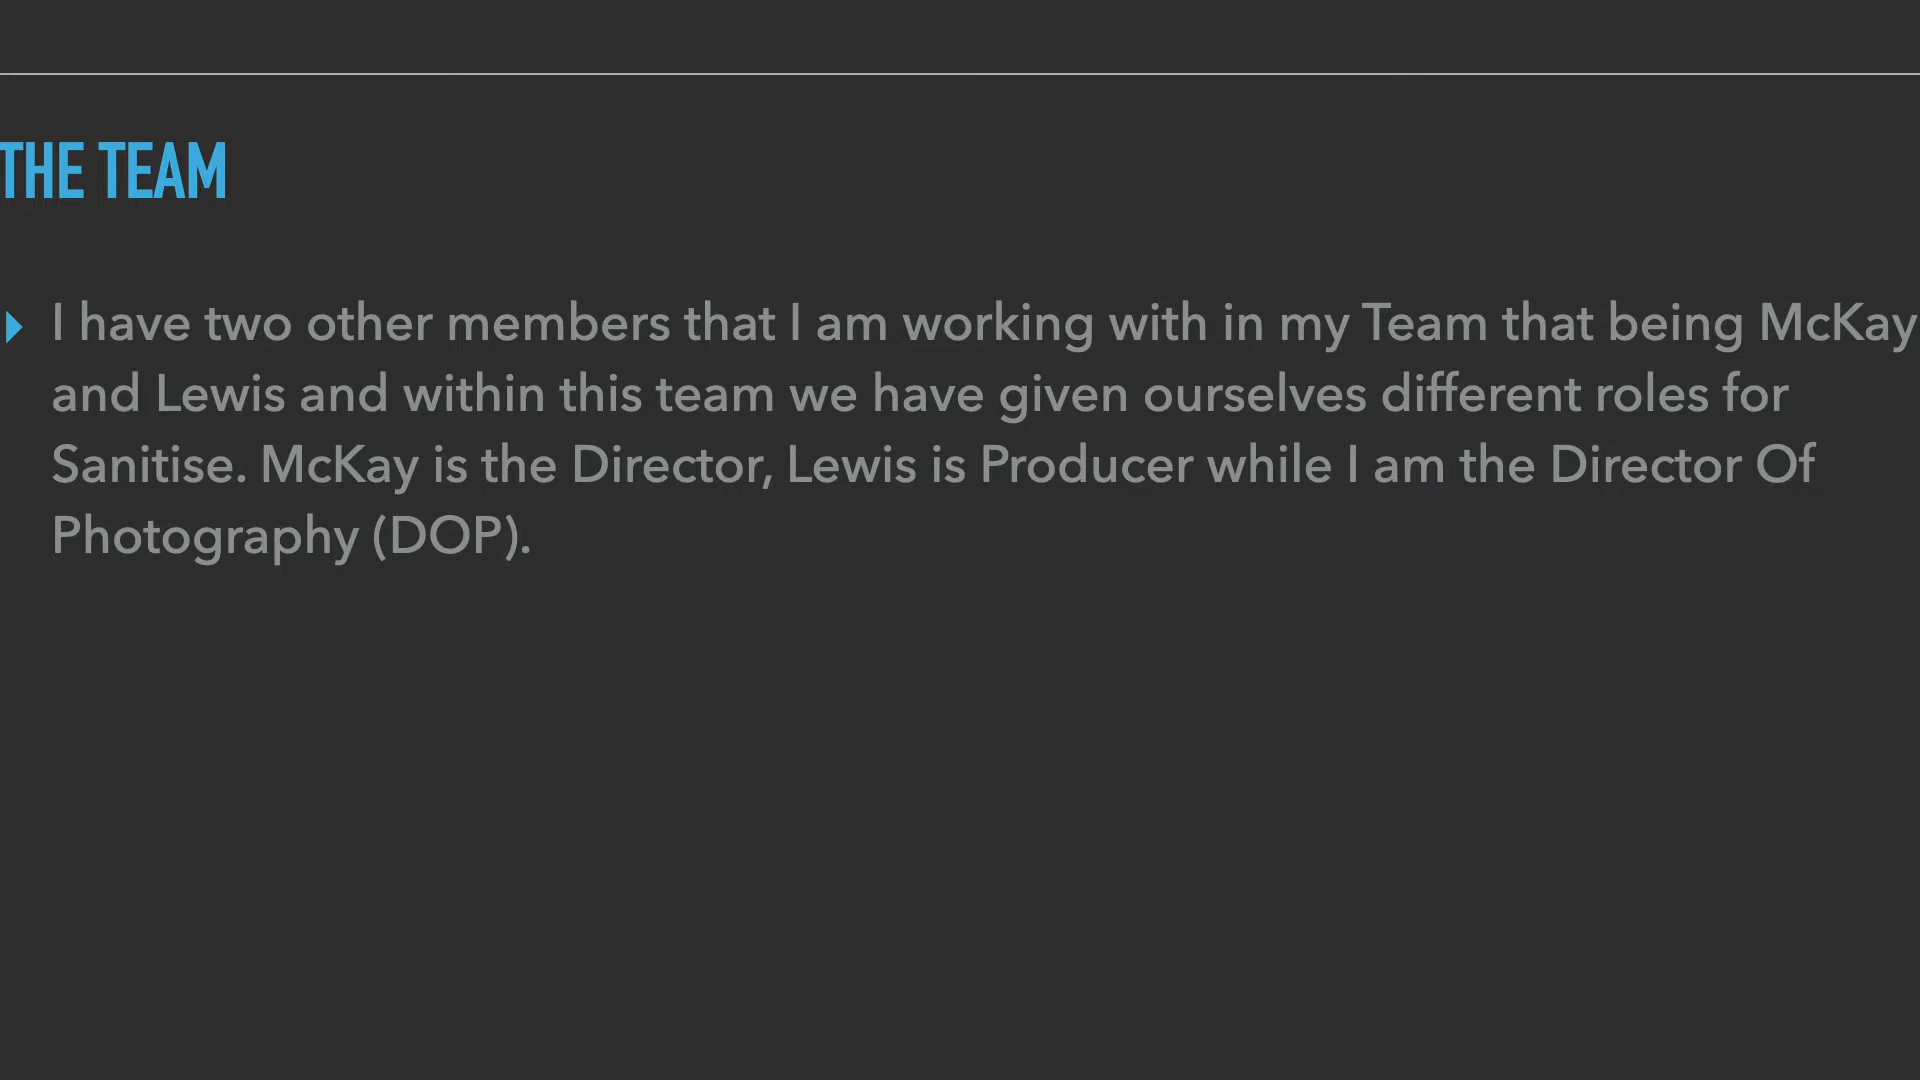 THE TEAM
I have two other members that I am working with in my Team that being McKay
and Lewis and within this team we have given ourselves different roles for
Sanitise. McKay is the Director, Lewis is Producer while I am the Director Of
Photography (DOP).